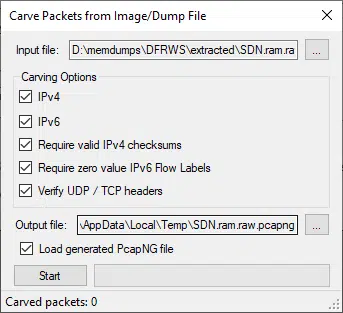 Carve Packets from Image/Dump File
Input file: D:\memdumps\DFRWS\extracted\SDN.ram.ra ...
Carving Options
IPv4
IPv6
Require valid IPv4 checksums
Require zero value IPv6 Flow Labels
Verify UDP / TCP headers
Output file: \AppData\Local\Temp\SDN.ram.raw.pcapng ...
Load generated PcapNG file
Start
Carved packets: 0